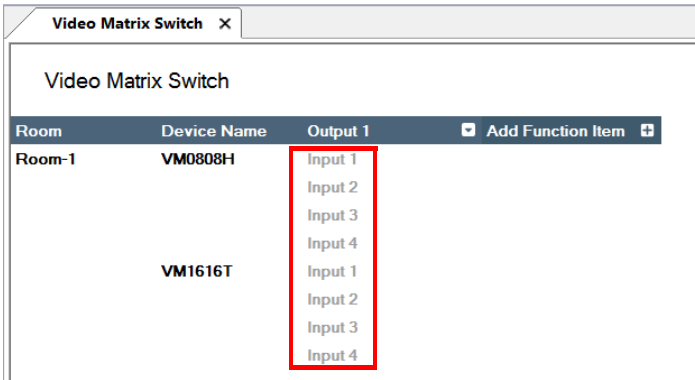 Video Matrix Switch X
Video Matrix Switch
Room Device Name Output 1 Add Function Item
Room-1 VM0808H Input 1
Input 2
Input 3
Input 4
VM1616T Input 1
Input 2
Input 3
Input 4